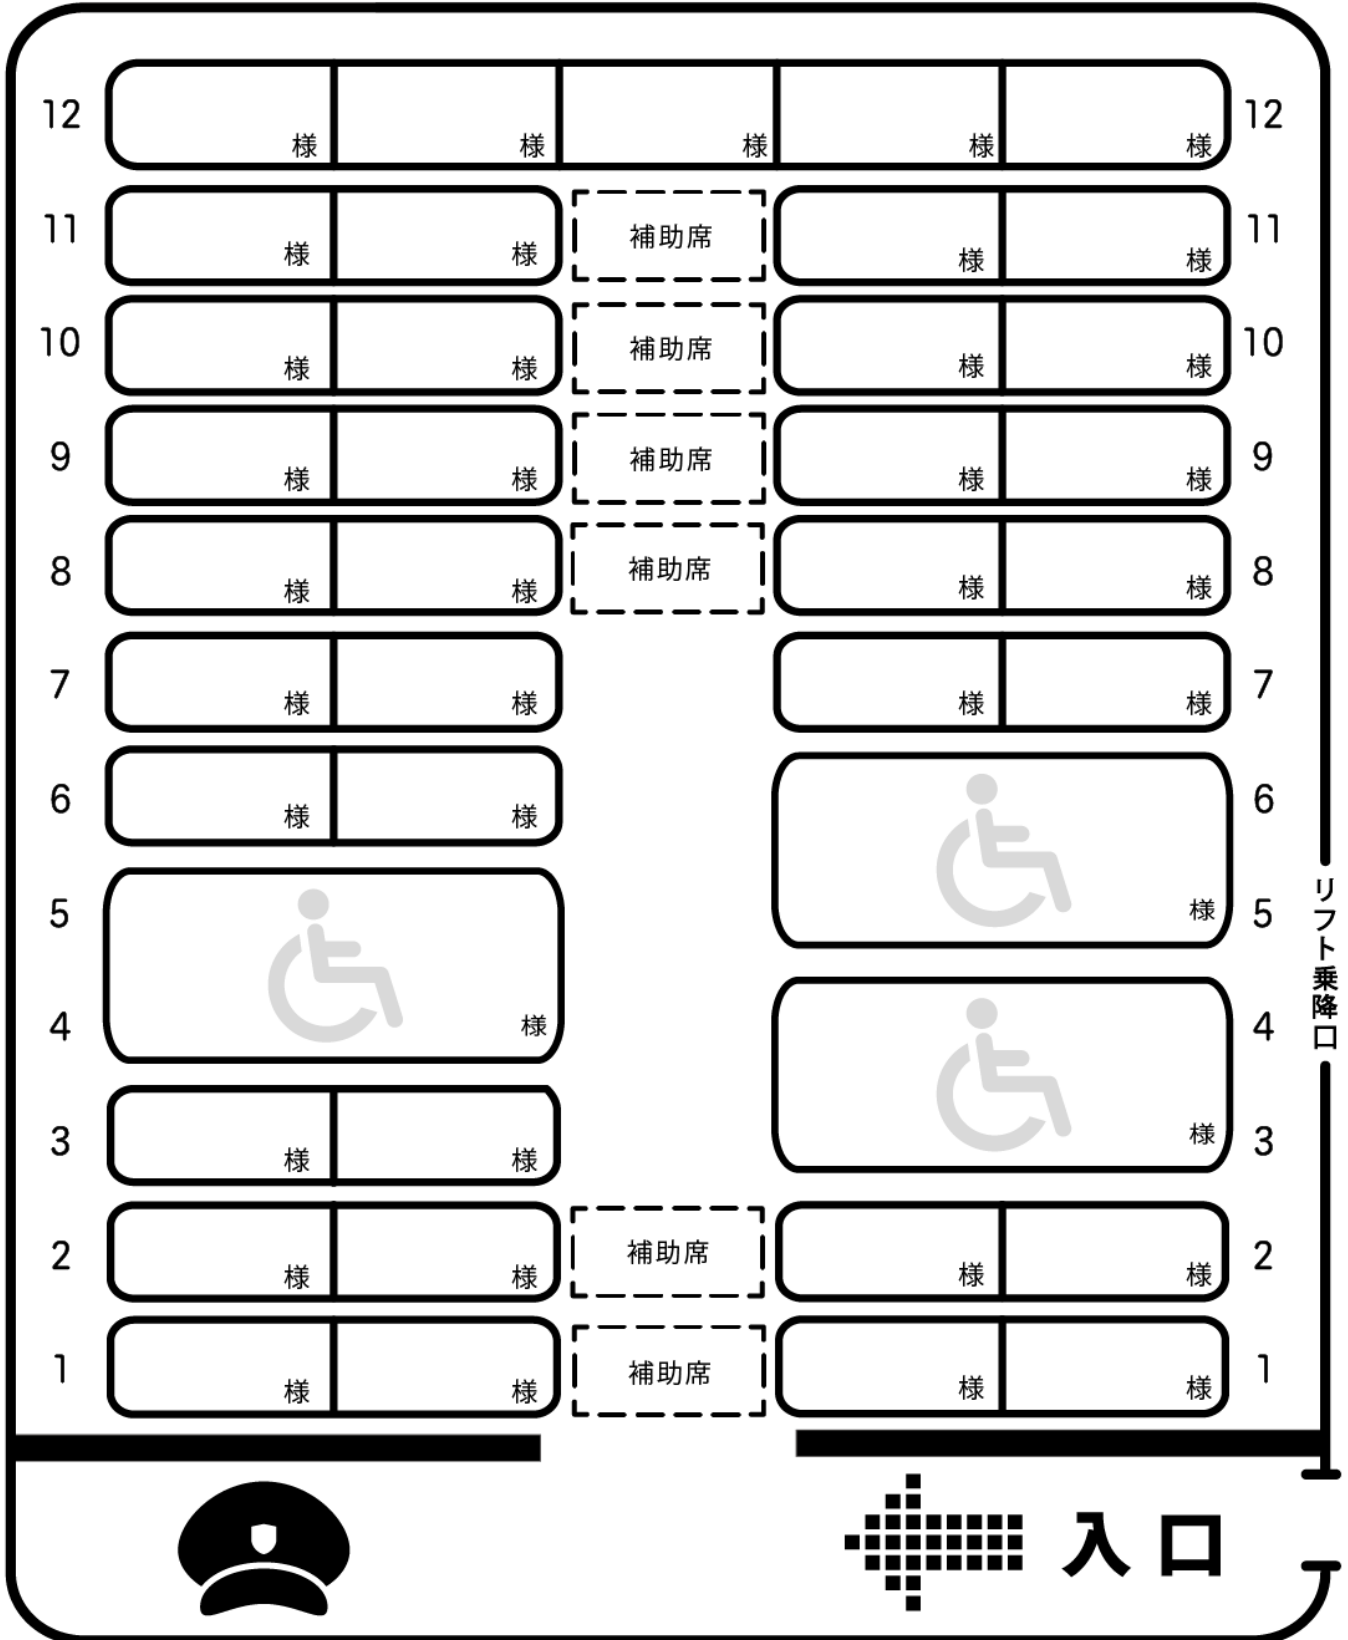 12 様 様 様 様 様 12
11 様 様 補助席 様 様 11
10 様 様 補助席 様 様 10
9 様 様 補助席 様 様 9
8 様 様 補助席 様 様 8
7 様 様 様 様 7
6 様 様 6
5 様 5
4 様 4
3 様 様 様 3
2 様 様 補助席 様 様 2
1 様 様 補助席 様 様 1
リフト乗降口
入口